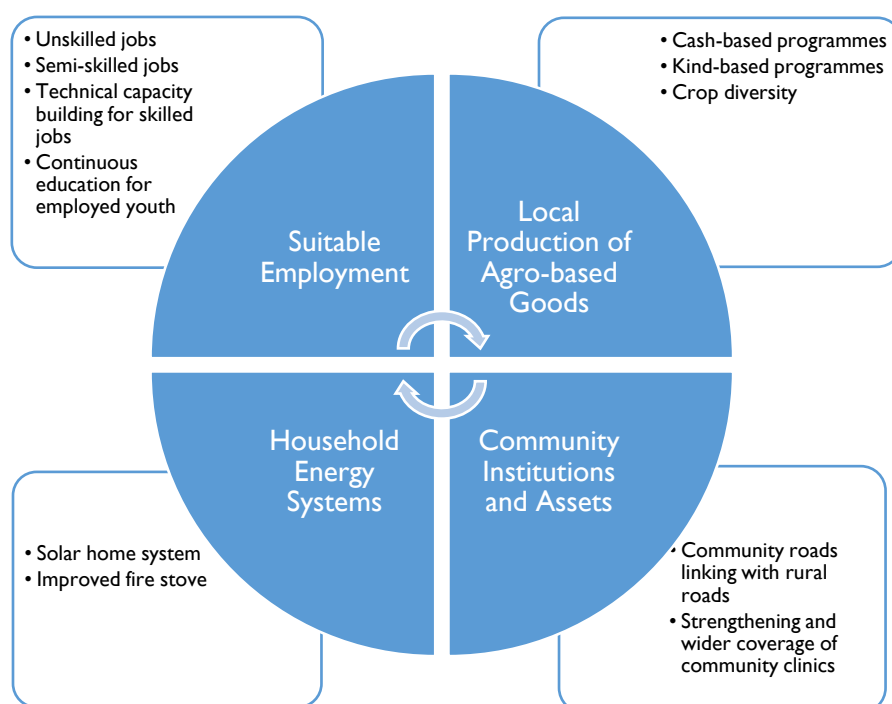 • Unskilled jobs
• Semi-skilled jobs
• Technical capacity
building for skilled
jobs
• Continuous
education for
employed youth
• Cash-based programmes
• Kind-based programmes
• Crop diversity
Suitable
Employment
Local
Production of
Agro-based
Goods
Household
Energy
Systems
Community
Institutions
and Assets
• Solar home system
• Improved fire stove
• Community roads
linking with rural
roads
• Strengthening and
wider coverage of
community clinics